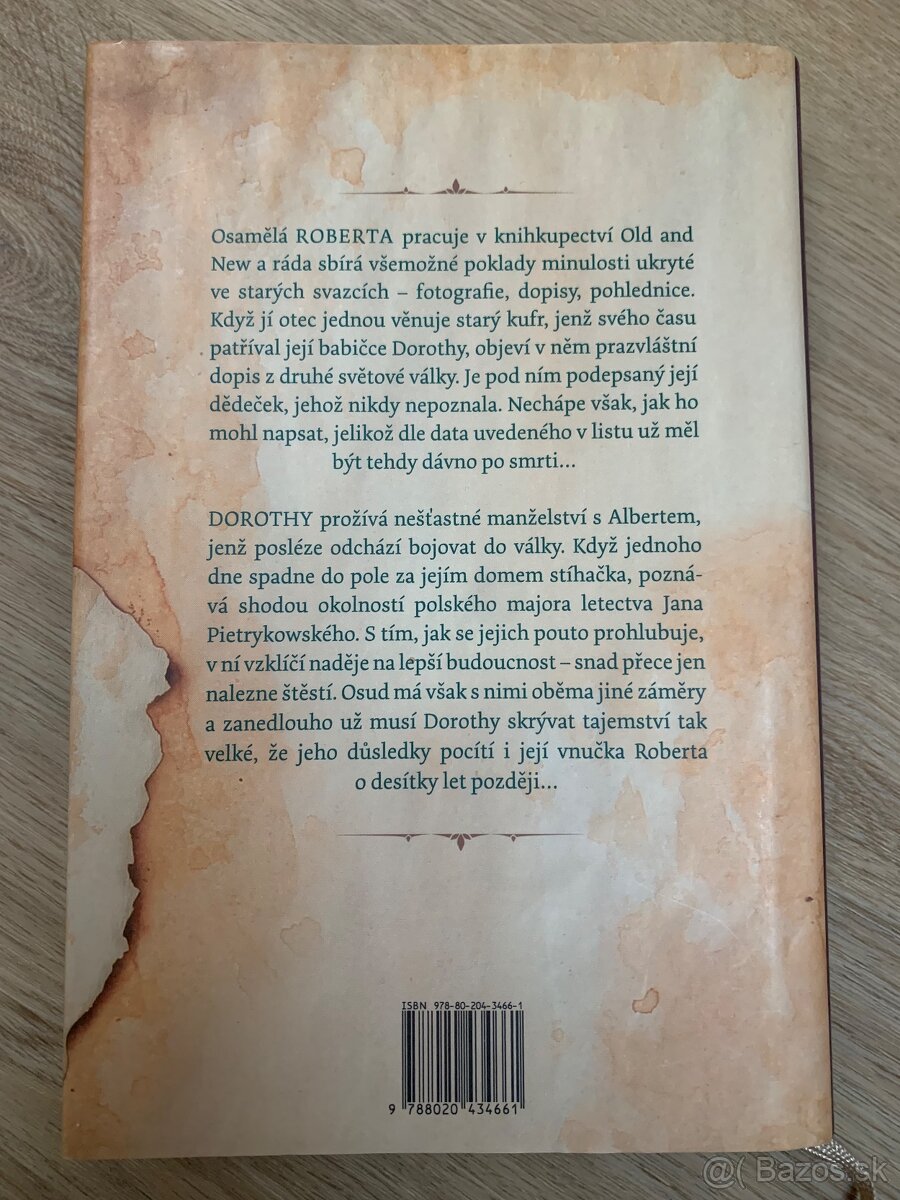 Osamělá ROBERTA pracuje v knihkupectví Old and
New a ráda sbírá všemožné poklady minulosti ukryté
ve starých svazcích – fotografie, dopisy, pohlednice.
Když jí otec jednou věnuje starý kufr, jenž svého času
patříval její babičce Dorothy, objeví v něm prazvláštní
dopis z druhé světové války. Je pod ním podepsaný její
dědeček, jehož nikdy nepoznala. Nechápe však, jak ho
mohl napsat, jelikož dle data uvedeného v listu už měl
být tehdy dávno po smrti...
DOROTHY prožívá nešťastné manželství s Albertem,
jenž posléze odchází bojovat do války. Když jednoho
dne spadne do pole za jejím domem stíhačka, pozná-
vá shodou okolností polského majora letectva Jana
Pietrykowského. S tím, jak se jejich pouto prohlubuje,
v ní vzklíčí naděje na lepší budoucnost – snad přece jen
nalezne štěstí. Osud má však s nimi oběma jiné záměry
a zanedlouho už musí Dorothy skrývat tajemství tak
velké, že jeho důsledky pocítí i její vnučka Roberta
o desítky let později...
ISBN 978-80-204-3466-1
9 788020 434661
@( Bazos.sk